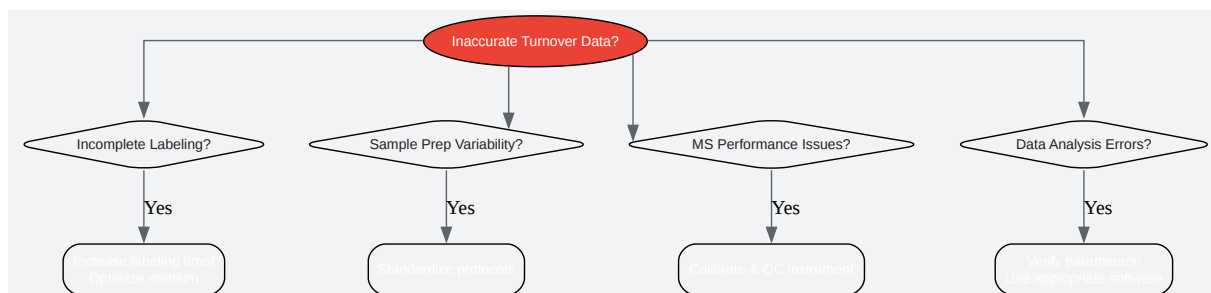 Inaccurate Turnover Data?
Incomplete Labeling?
Sample Prep Variability?
MS Performance Issues?
Data Analysis Errors?
Yes
Yes
Yes
Yes
Increase labeling time/
Optimize medium
Standardize protocols
Calibrate & QC instrument
Verify parameters/
Use appropriate software